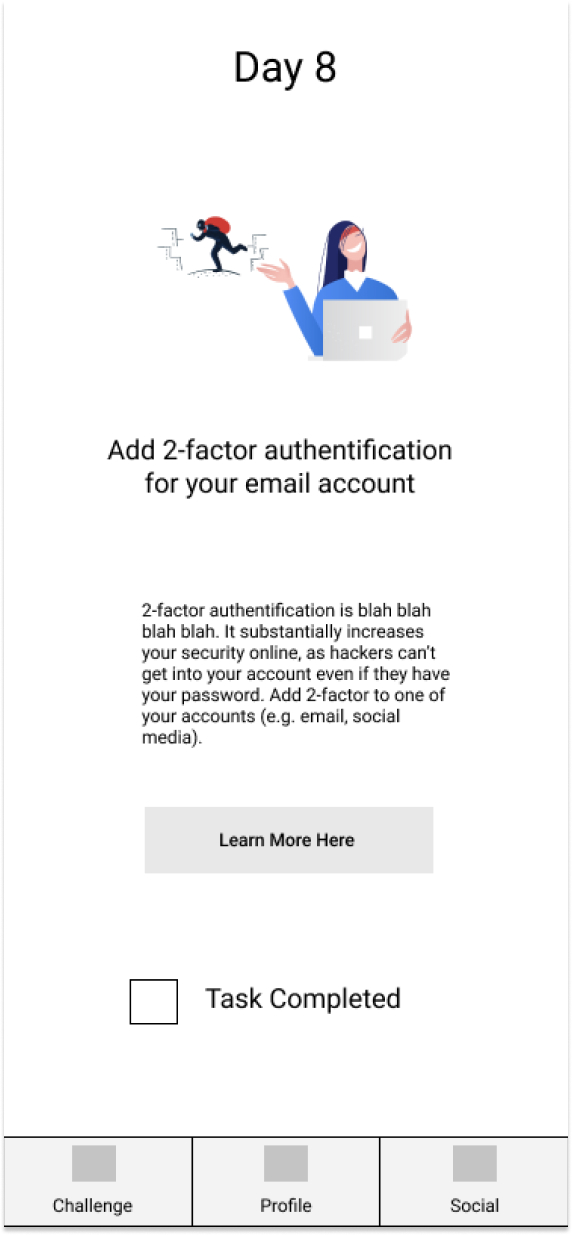 Day 8
Add 2-factor authentification
for your email account
2-factor authentification is blah blah
blah blah. It substantially increases
your security online, as hackers can't
get into your account even if they have
your password. Add 2-factor to one of
your accounts (e.g. email, social
media).
Learn More Here
Task Completed
Challenge
Profile
Social